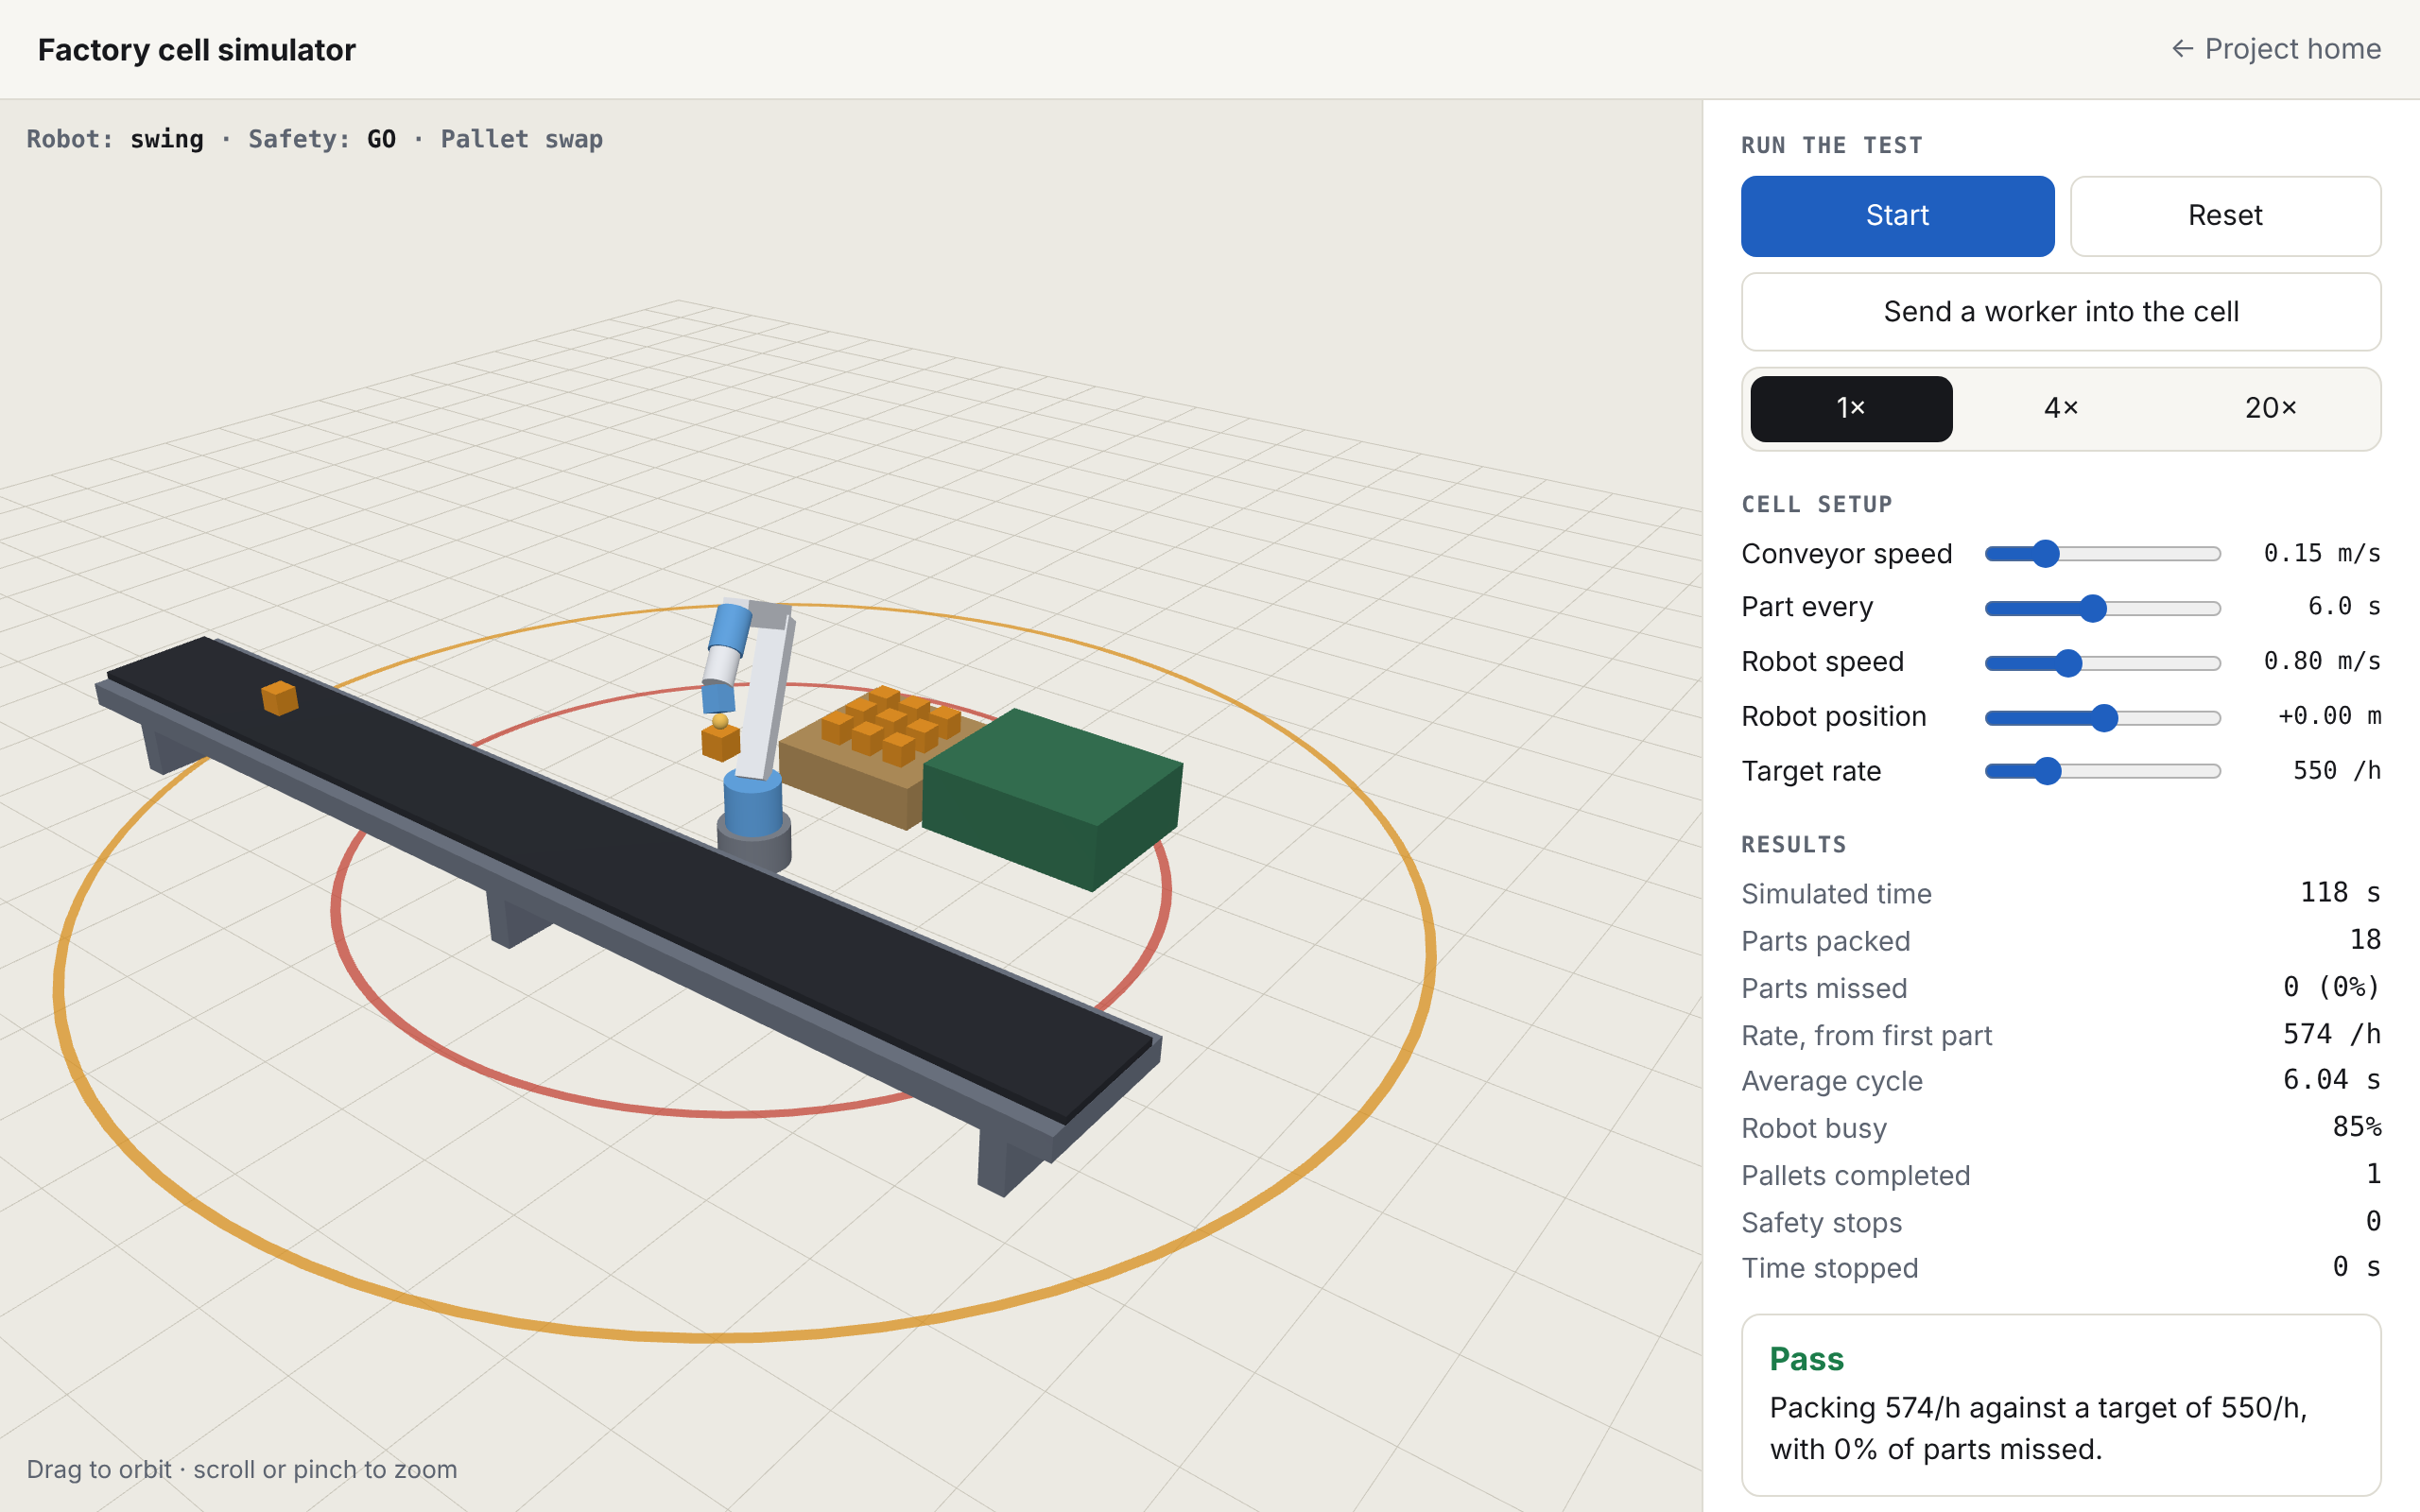 Factory cell simulator
← Project home
Robot: swing · Safety: GO · Pallet swap
RUN THE TEST
Start
Reset
Send a worker into the cell
1×
4×
20×
CELL SETUP
Conveyor speed 0.15 m/s
Part every 6.0 s
Robot speed 0.80 m/s
Robot position +0.00 m
Target rate 550 /h
RESULTS
Simulated time 118 s
Parts packed 18
Parts missed 0 (0%)
Rate, from first part 574 /h
Average cycle 6.04 s
Robot busy 85%
Pallets completed 1
Safety stops 0
Time stopped 0 s
Pass
Packing 574/h against a target of 550/h,
with 0% of parts missed.
Drag to orbit · scroll or pinch to zoom